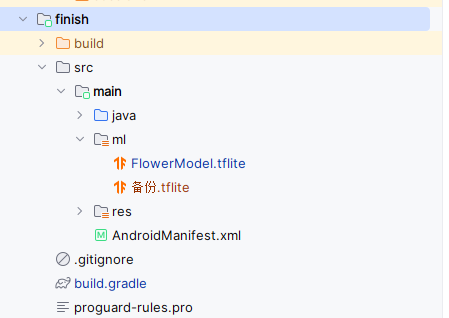 finish
build
src
main
java
ml
FlowerModel.tflite
备份.tflite
res
AndroidManifest.xml
.gitignore
build.gradle
proguard-rules.pro